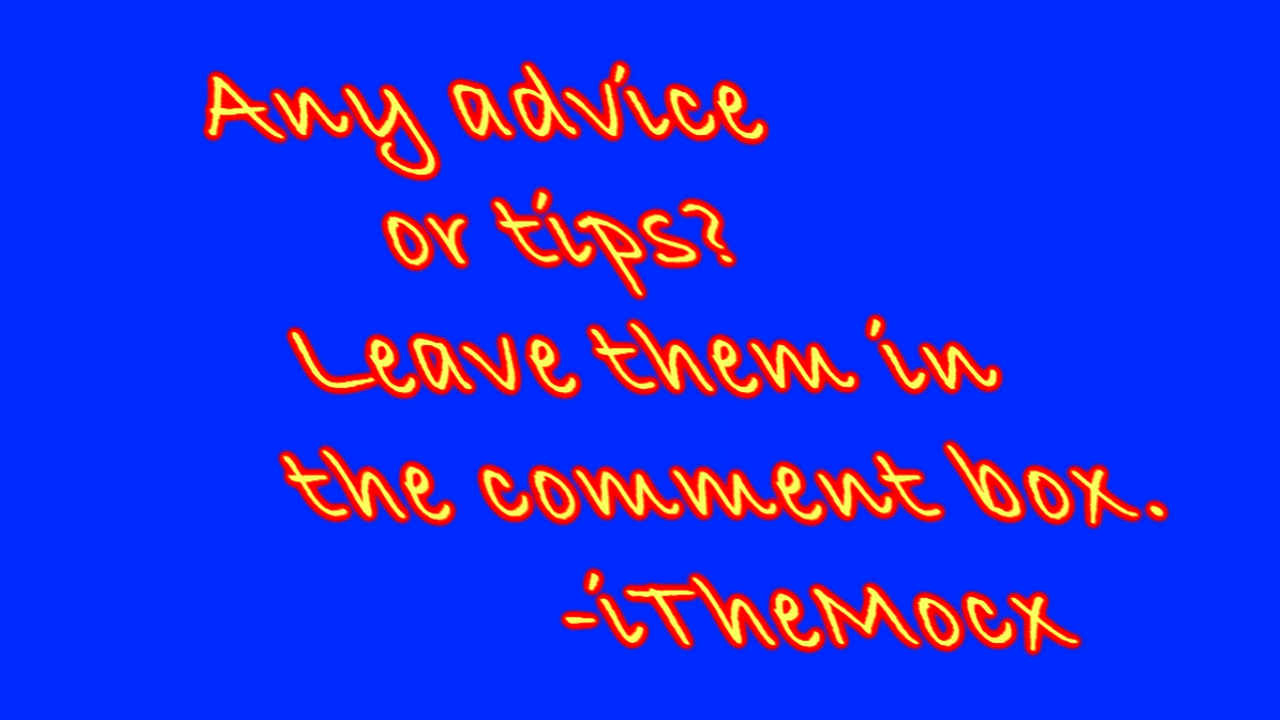 Any advice
or tips?
Leave them in
the comment box.
-iTheMocx